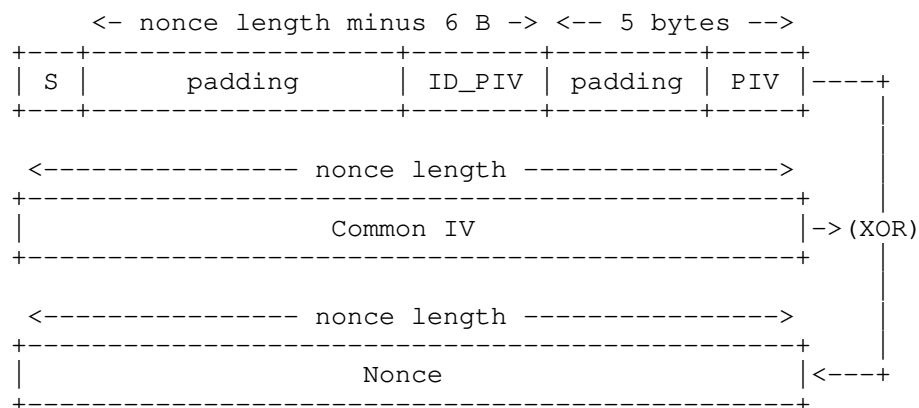 <- nonce length minus 6 B -> <-- 5 bytes -->
| S | padding | ID_PIV | padding | PIV |----+
<---------------- nonce length ---------------->
| Common IV |->(XOR)
<---------------- nonce length ---------------->
| Nonce |<---+